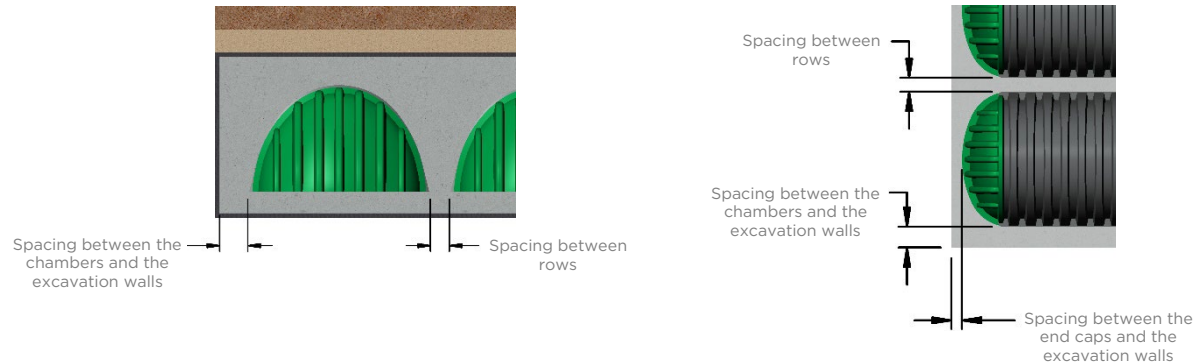 Spacing between the
chambers and the
excavation walls
Spacing between
rows
Spacing between
rows
Spacing between the
chambers and the
excavation walls
Spacing between the
end caps and the
excavation walls